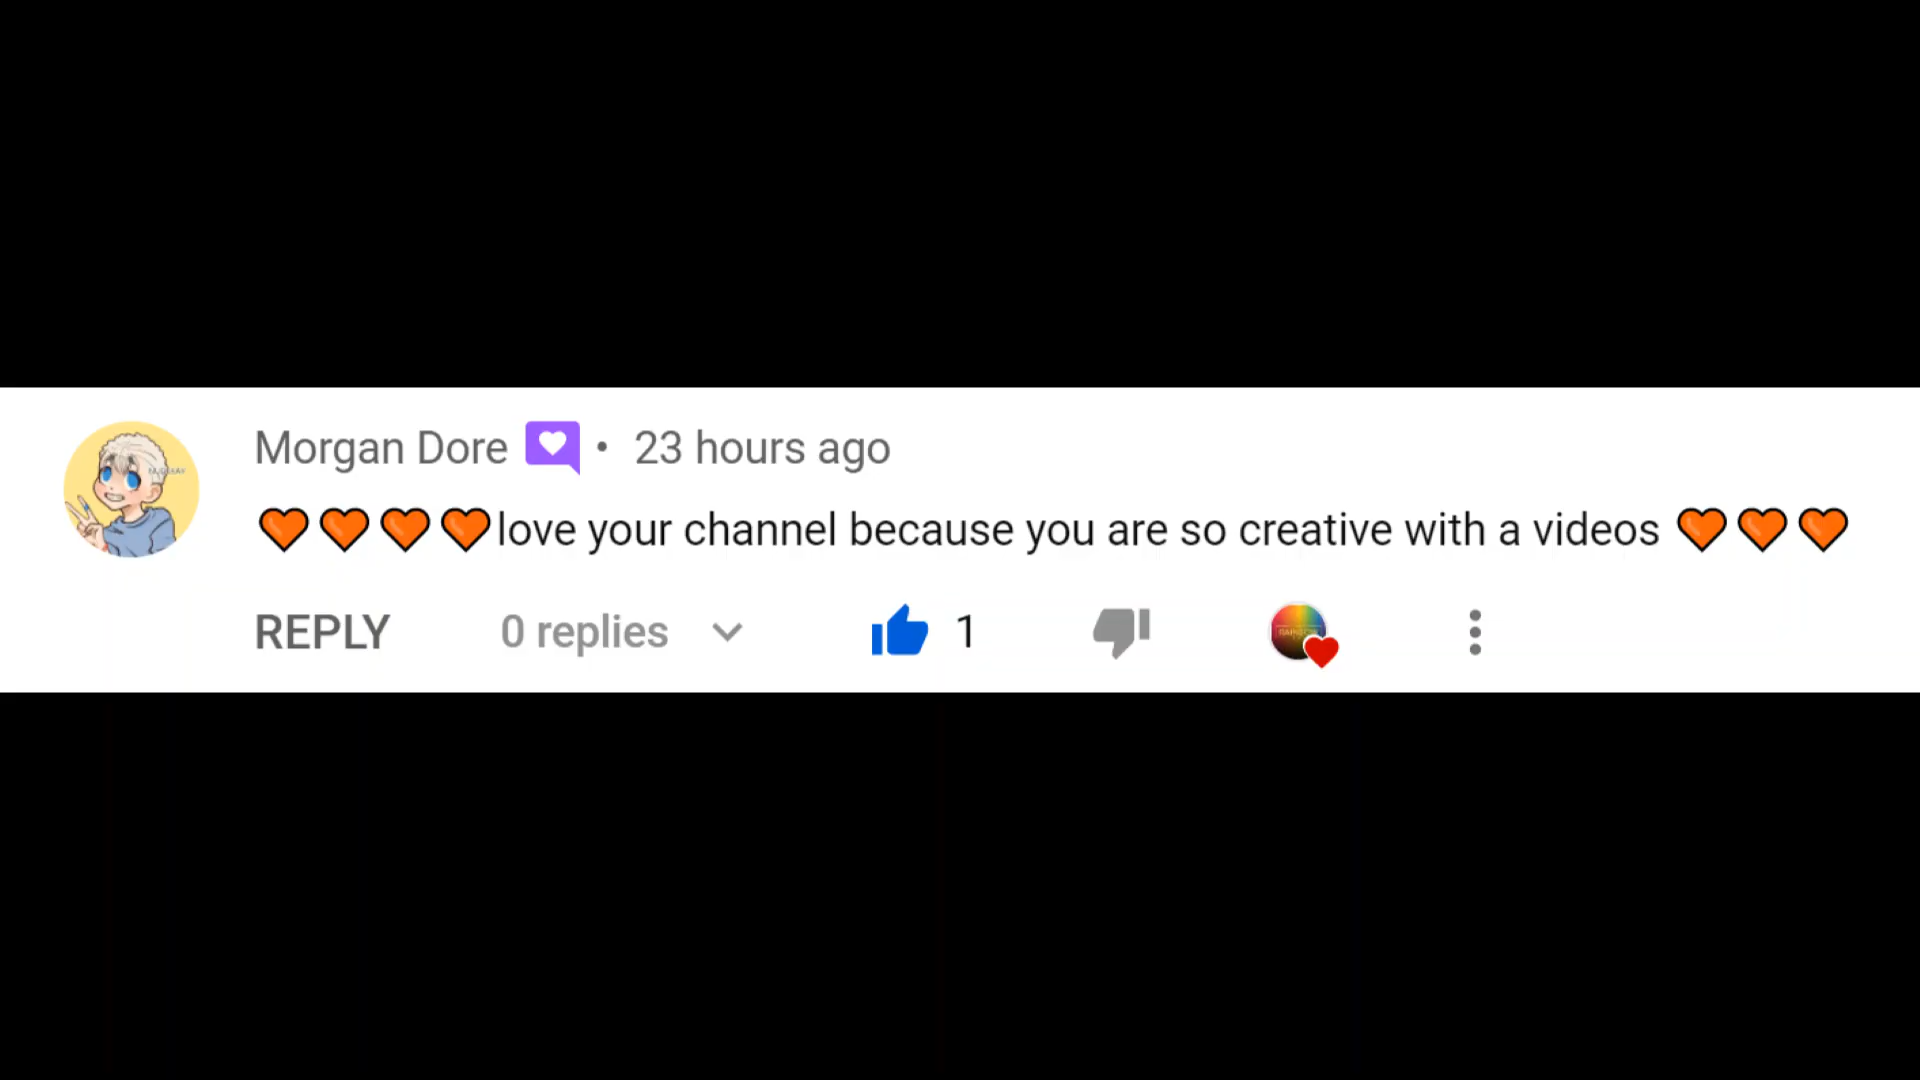 Morgan Dore • 23 hours ago
🧡🧡🧡🧡love your channel because you are so creative with a videos 🧡🧡🧡
REPLY 0 replies 1